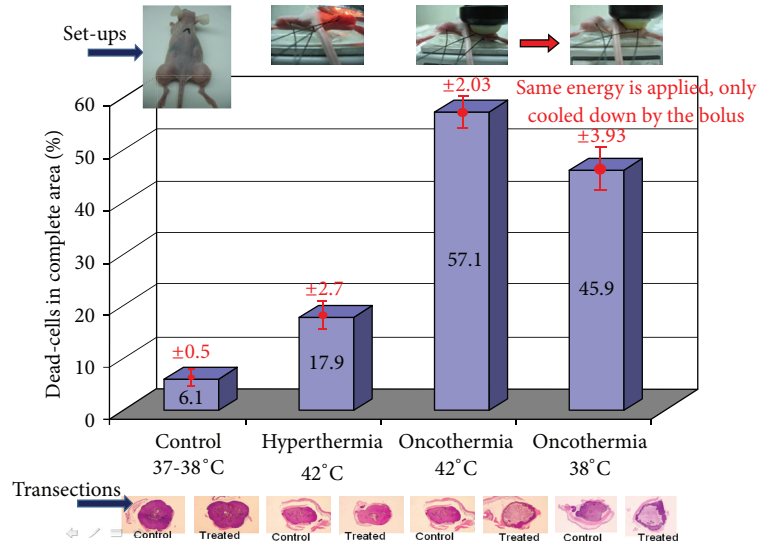 Set-ups
Same energy is applied, only
cooled down by the bolus
Dead-cells in complete area (%)
60
50
40
30
20
10
0
±0.5
6.1
±2.7
17.9
±2.03
57.1
±3.93
45.9
Control
37-38°C
Hyperthermia
42°C
Oncothermia
42°C
Oncothermia
38°C
Transections
Control
Treated
Control
Treated
Control
Treated
Control
Treated